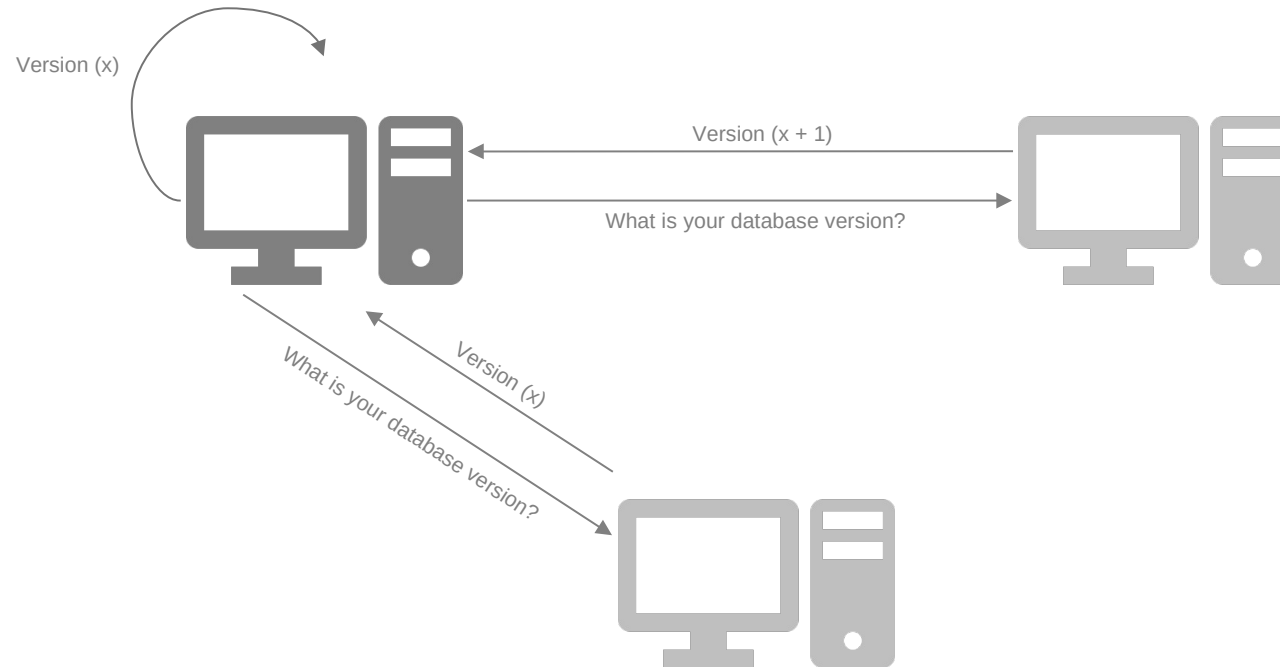 Version (x)
Version (x + 1)
What is your database version?
Version (x)
What is your database version?